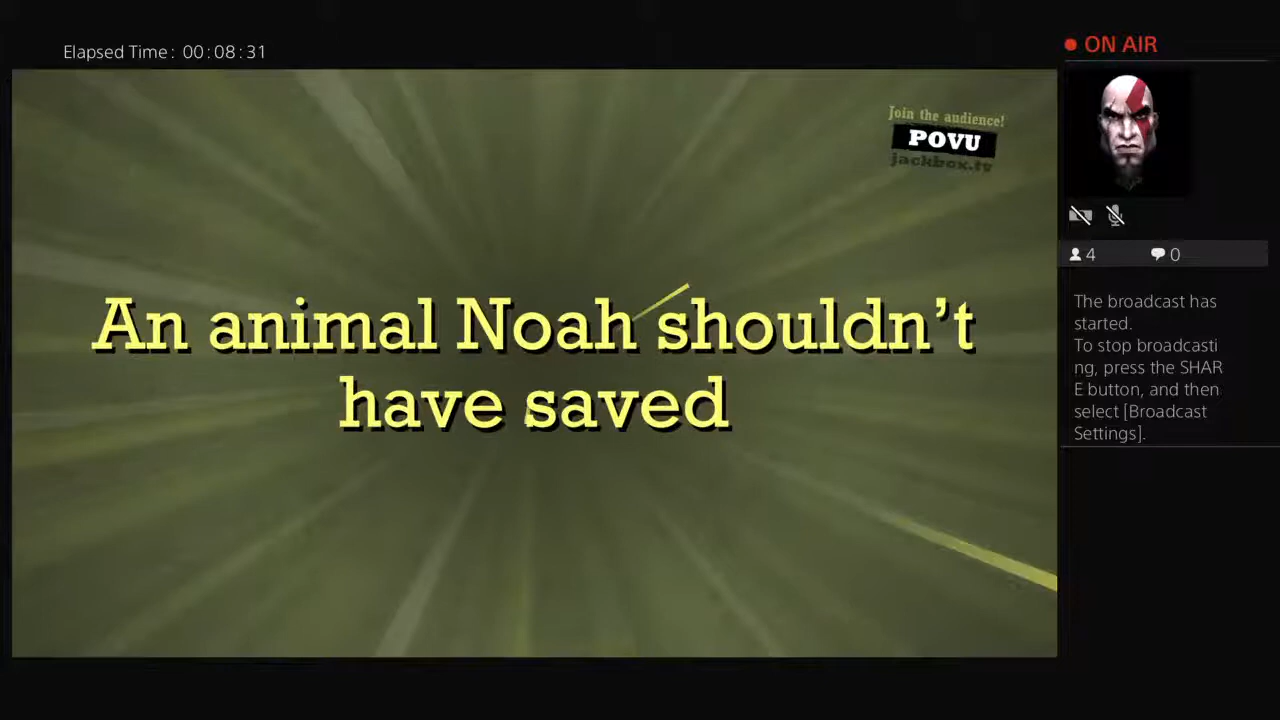 Elapsed Time: 00:08:31
ON AIR
Join the audience!
POVU
jackbox.tv
An animal Noah shouldn't
have saved
4
0
The broadcast has
started.
To stop broadcasti
ng, press the SHAR
E button, and then
select [Broadcast
Settings].